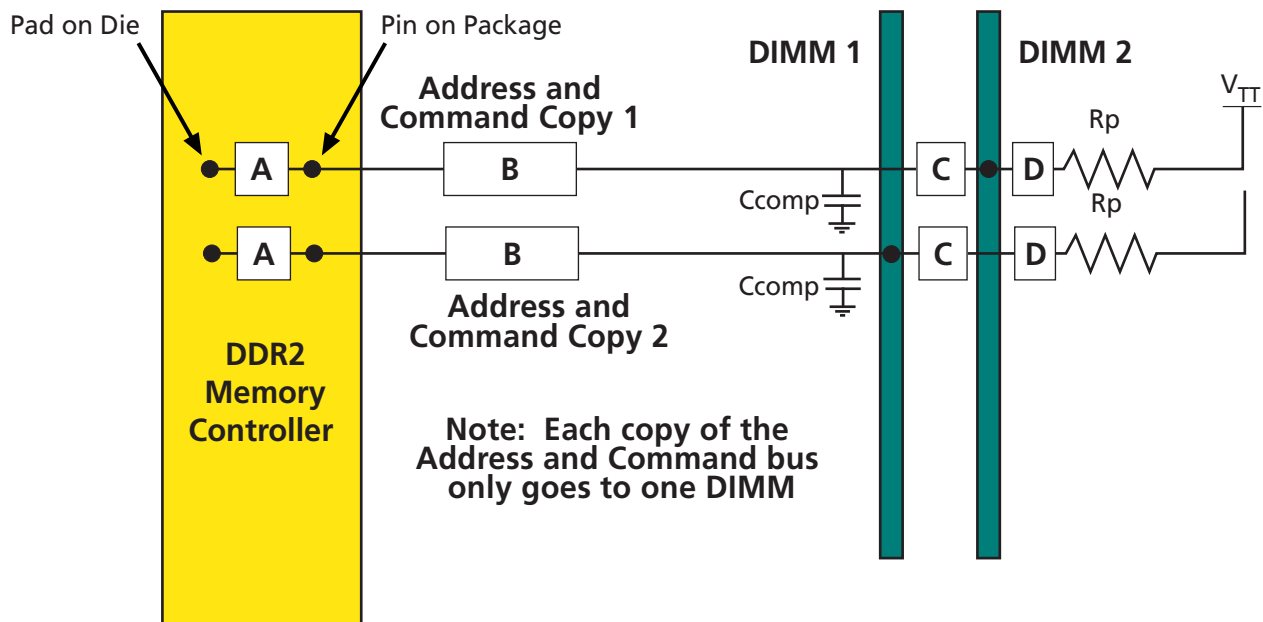 Pad on Die
Pin on Package
DIMM 1
DIMM 2
Address and
Command Copy 1
VTT
Rp
A
B
C
D
Ccomp
Rp
A
B
C
D
Ccomp
Address and
Command Copy 2
DDR2
Memory
Controller
Note: Each copy of the
Address and Command bus
only goes to one DIMM